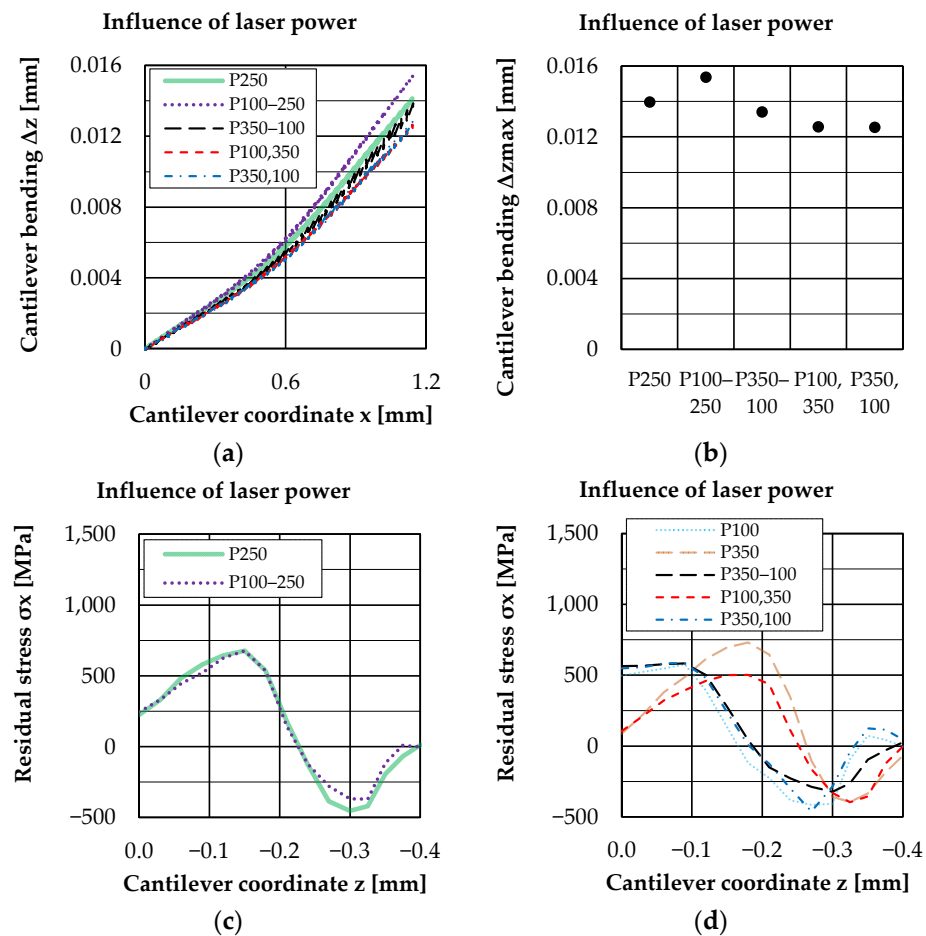 Influence of laser power
Cantilever bending Δz [mm]
0.016
0.012
0.008
0.004
0
P250
P100–250
P350–100
P100,350
P350,100
0
0.6
1.2
Cantilever coordinate x [mm]
(a)
Influence of laser power
Cantilever bending Δzmax [mm]
0.016
0.012
0.008
0.004
0
P250 P100– P350– P100, P350,
250 100 350 100
(b)
Influence of laser power
Residual stress σx [MPa]
1,500
1,000
500
0
−500
P250
P100–250
0.0 −0.1 −0.2 −0.3 −0.4
Cantilever coordinate z [mm]
(c)
Influence of laser power
Residual stress σx [MPa]
1,500
1,000
500
0
−500
P100
P350
P350–100
P100,350
P350,100
0.0 −0.1 −0.2 −0.3 −0.4
Cantilever coordinate z [mm]
(d)